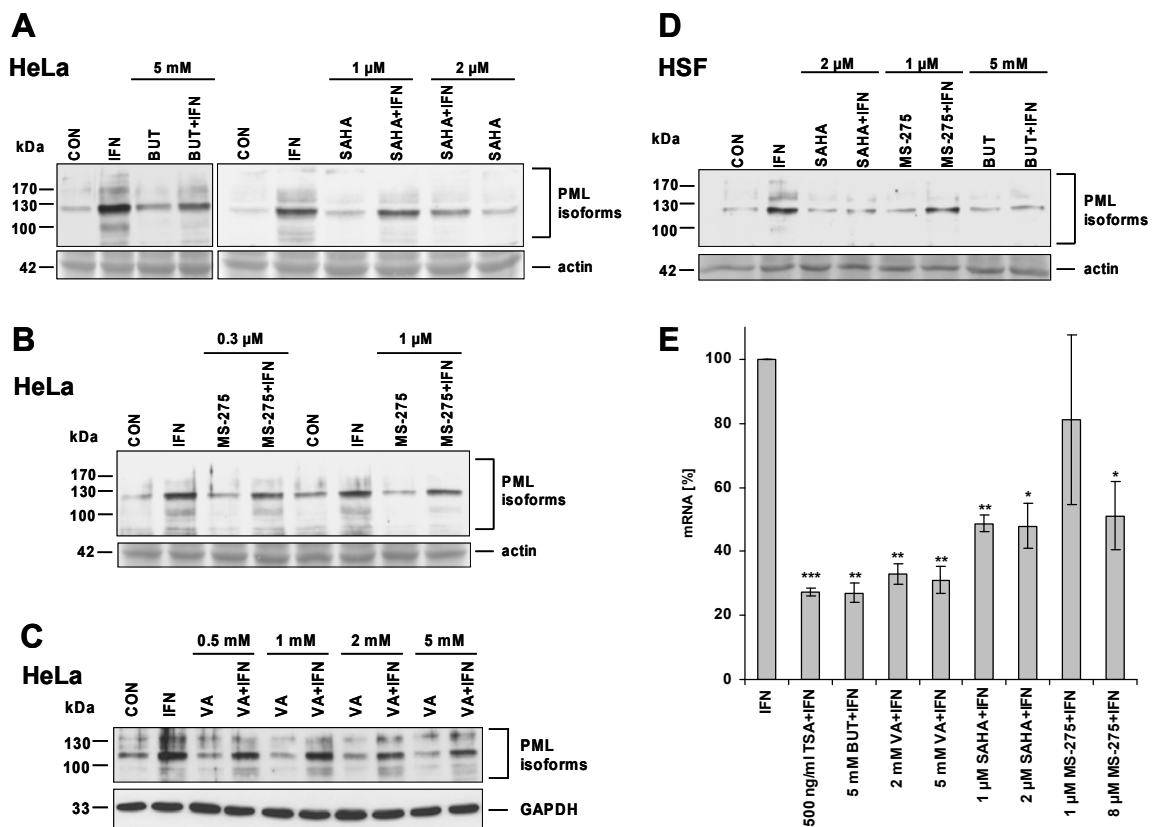 A
HeLa
5 mM
1 µM
2 µM
kDa
CON
IFN
BUT
BUT+IFN
CON
IFN
SAHA
SAHA+IFN
SAHA+IFN
SAHA
170
130
100
PML
isoforms
42
actin
B
HeLa
0.3 µM
1 µM
kDa
CON
IFN
MS-275
MS-275+IFN
CON
IFN
MS-275
MS-275+IFN
170
130
100
PML
isoforms
42
actin
C
HeLa
0.5 mM
1 mM
2 mM
5 mM
kDa
CON
IFN
VA
VA+IFN
VA
VA+IFN
VA
VA+IFN
VA
VA+IFN
130
100
PML
isoforms
33
GAPDH
D
HSF
2 µM
1 µM
5 mM
kDa
CON
IFN
SAHA
SAHA+IFN
MS-275
MS-275+IFN
BUT
BUT+IFN
170
130
100
PML
isoforms
42
actin
E
mRNA [%]
100
80
60
40
20
0
***
**
**
**
**
*
*
IFN
500 ng/ml TSA+IFN
5 mM BUT+IFN
2 mM VA+IFN
5 mM VA+IFN
1 µM SAHA+IFN
2 µM SAHA+IFN
1 µM MS-275+IFN
8 µM MS-275+IFN